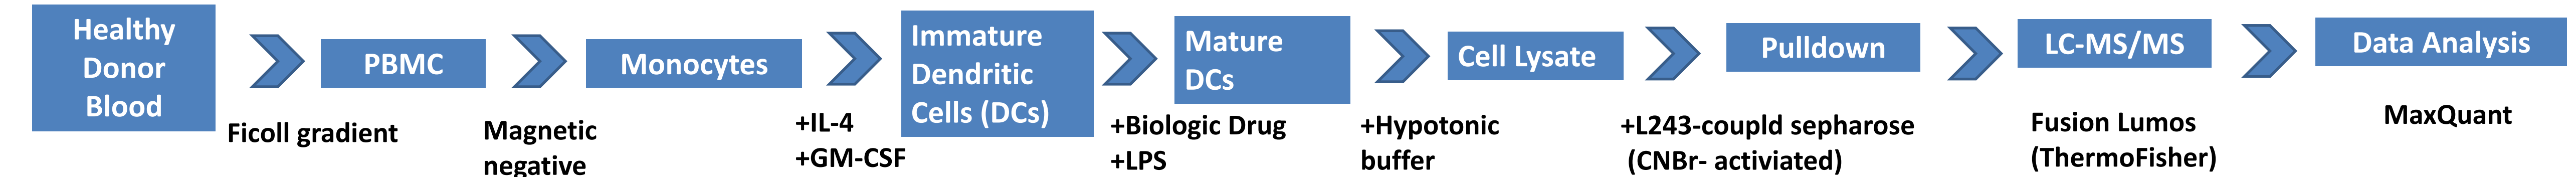 Healthy
Donor
Blood
Ficoll gradient
PBMC
Magnetic
negative
Monocytes
+IL-4
+GM-CSF
Immature
Dendritic
Cells (DCs)
+Biologic Drug
+LPS
Mature
DCs
+Hypotonic
buffer
Cell Lysate
+L243-coupld sepharose
(CNBr- activiated)
Pulldown
LC-MS/MS
Fusion Lumos
(ThermoFisher)
Data Analysis
MaxQuant